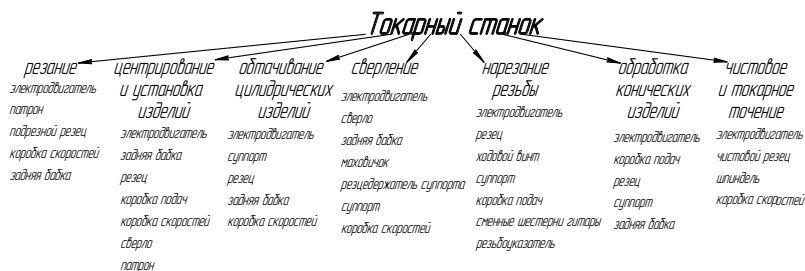 Токарный станок
резание
электродвигатель
патрон
подрезной резец
коробка скоростей
задняя бабка
центрирование
и установка
изделий
электродвигатель
задняя бабка
резец
коробка подач
коробка скоростей
сверло
патрон
обтачивание
цилидрических
изделий
электродвигатель
суппорт
резец
задняя бабка
коробка скоростей
сверление
электродвигатель
сверла
задняя бабка
маховичок
резцедержатель суппорта
суппорт
коробка скоростей
нарезание
резьбы
электродвигатель
резец
ходовой винт
суппорт
коробка подач
сменные шестерни гитары
резьбоуказатель
обработка
конических
изделий
электродвигатель
коробка подач
резец
суппорт
задняя бабка
чистовое
и токарное
точение
электродвигатель
чистовой резец
шпиндель
коробка скоростей